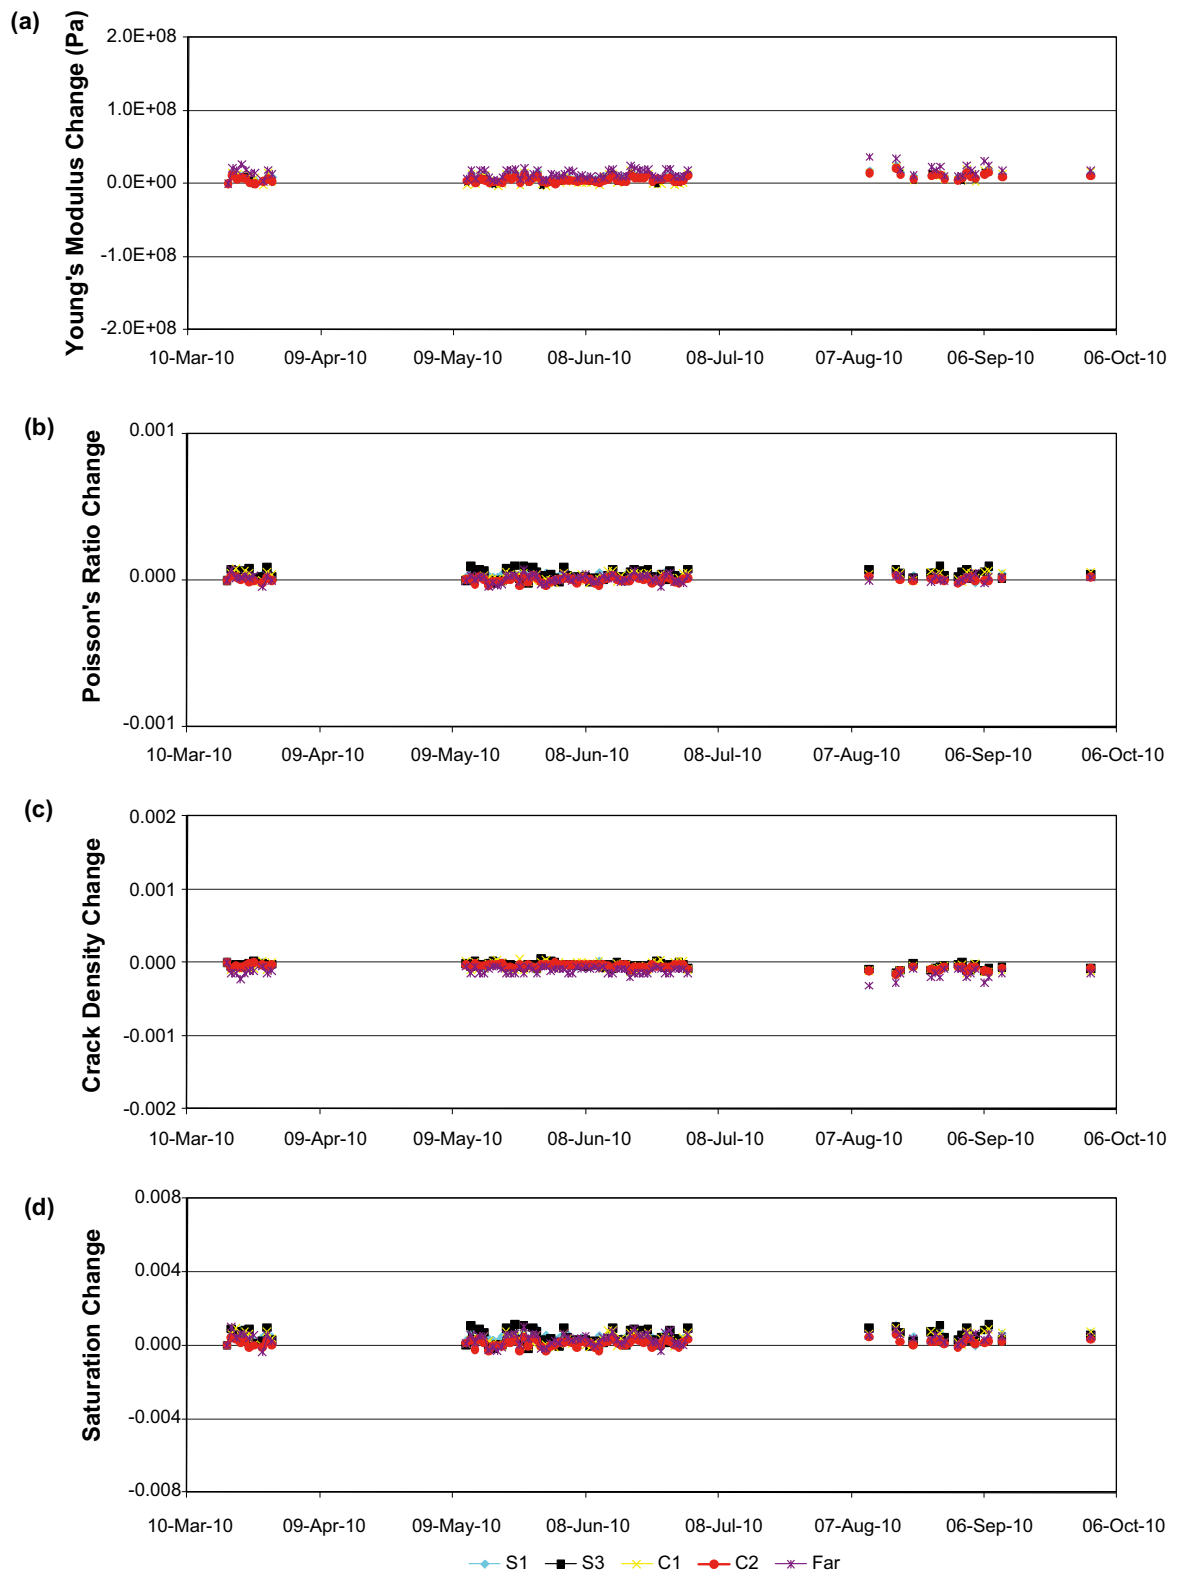 (a)
Young's Modulus Change (Pa)
2.0E+08
1.0E+08
0.0E+00
-1.0E+08
-2.0E+08
10-Mar-10 09-Apr-10 09-May-10 08-Jun-10 08-Jul-10 07-Aug-10 06-Sep-10 06-Oct-10
(b)
Poisson's Ratio Change
0.001
0.000
-0.001
10-Mar-10 09-Apr-10 09-May-10 08-Jun-10 08-Jul-10 07-Aug-10 06-Sep-10 06-Oct-10
(c)
Crack Density Change
0.002
0.001
0.000
-0.001
-0.002
10-Mar-10 09-Apr-10 09-May-10 08-Jun-10 08-Jul-10 07-Aug-10 06-Sep-10 06-Oct-10
(d)
Saturation Change
0.008
0.004
0.000
-0.004
-0.008
10-Mar-10 09-Apr-10 09-May-10 08-Jun-10 08-Jul-10 07-Aug-10 06-Sep-10 06-Oct-10
S1 S3 C1 C2 Far